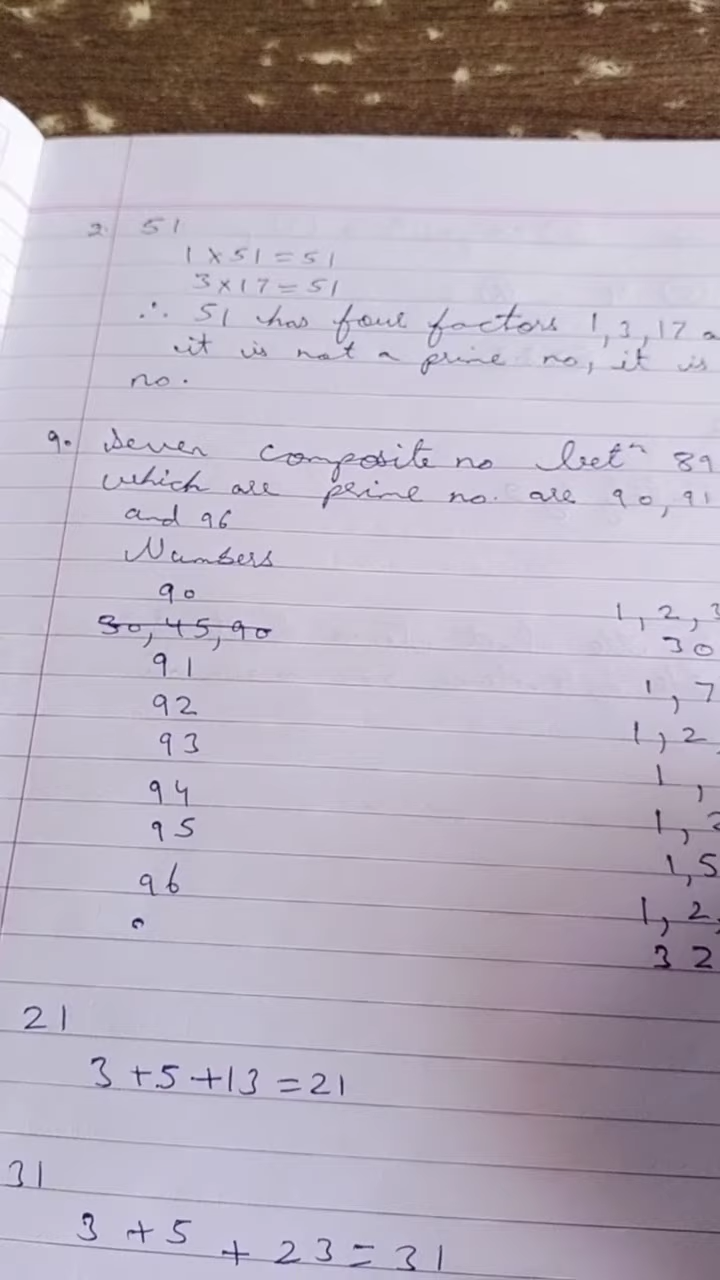 2. 51
1 × 51 = 51
3 × 17 = 51
∴ 51 has four factors 1, 3, 17
it is not a prime no, it is
no.
9. Seven composite no betⁿ 89
which are prime no. are 90, 91
and 96
Numbers
90 1, 2, 3
30, 45, 90 30
91 1, 7
92 1, 2,
93 1,
94 1, 2
95 1, 5
96 1, 2,
32
21
3 + 5 + 13 = 21
31
3 + 5 + 23 = 31